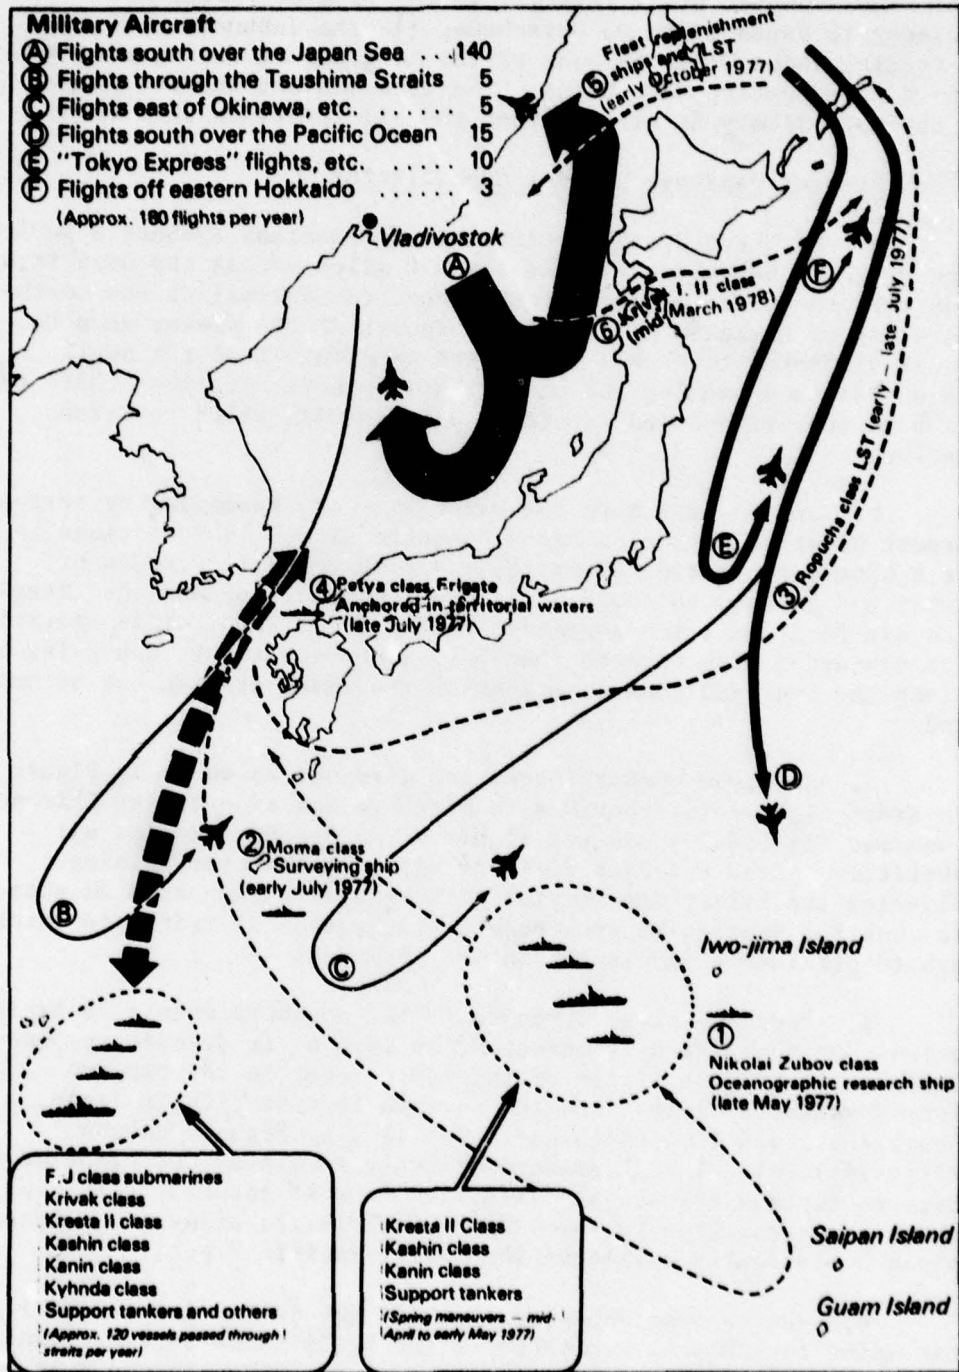 Military Aircraft
Ⓐ Flights south over the Japan Sea .. 140
Ⓑ Flights through the Tsushima Straits 5
Ⓒ Flights east of Okinawa, etc. ...... 5
Ⓓ Flights south over the Pacific Ocean 15
Ⓔ "Tokyo Express" flights, etc. ...... 10
Ⓕ Flights off eastern Hokkaido ...... 3
(Approx. 180 flights per year)
⑤ Fleet replenishment
ships and LST
(early October 1977)
Vladivostok
Ⓐ
⑥ Krivak I. II class
(mid March 1978)
Ⓕ
Ⓔ
③ Ropucha class LST (early – late July 1977)
④ Petya class Frigate
Anchored in territorial waters
(late July 1977)
Ⓓ
② Moma class
Surveying ship
(early July 1977)
Ⓑ
Ⓒ
Iwo-jima Island
①
Nikolai Zubov class
Oceanographic research ship
(late May 1977)
F.J class submarines
Krivak class
Kresta II class
Kashin class
Kanin class
Kyhnda class
Support tankers and others
(Approx. 120 vessels passed through
straits per year)
Kresta II Class
Kashin class
Kanin class
Support tankers
(Spring maneuvers – mid-
April to early May 1977)
Saipan Island
Guam Island